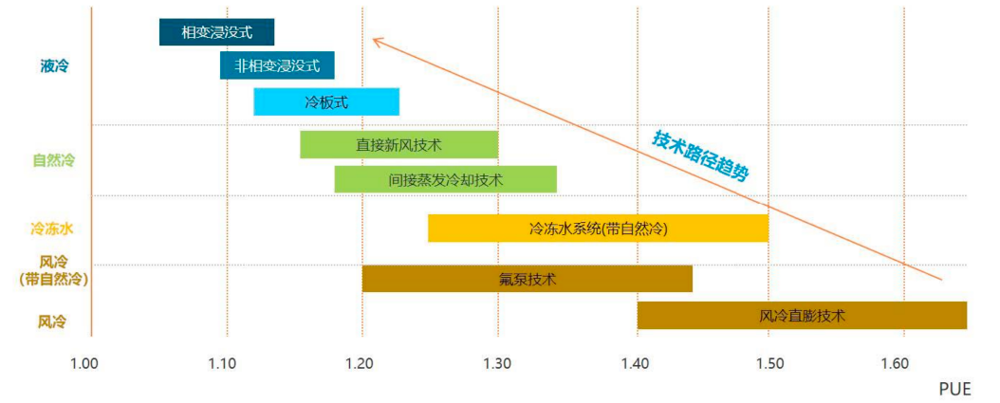 相变浸没式
液冷
非相变浸没式
冷板式
技术路径趋势
直接新风技术
自然冷
间接蒸发冷却技术
冷冻水
冷冻水系统(带自然冷)
风冷
(带自然冷)
氟泵技术
风冷
风冷直膨技术
1.00 1.10 1.20 1.30 1.40 1.50 1.60
PUE